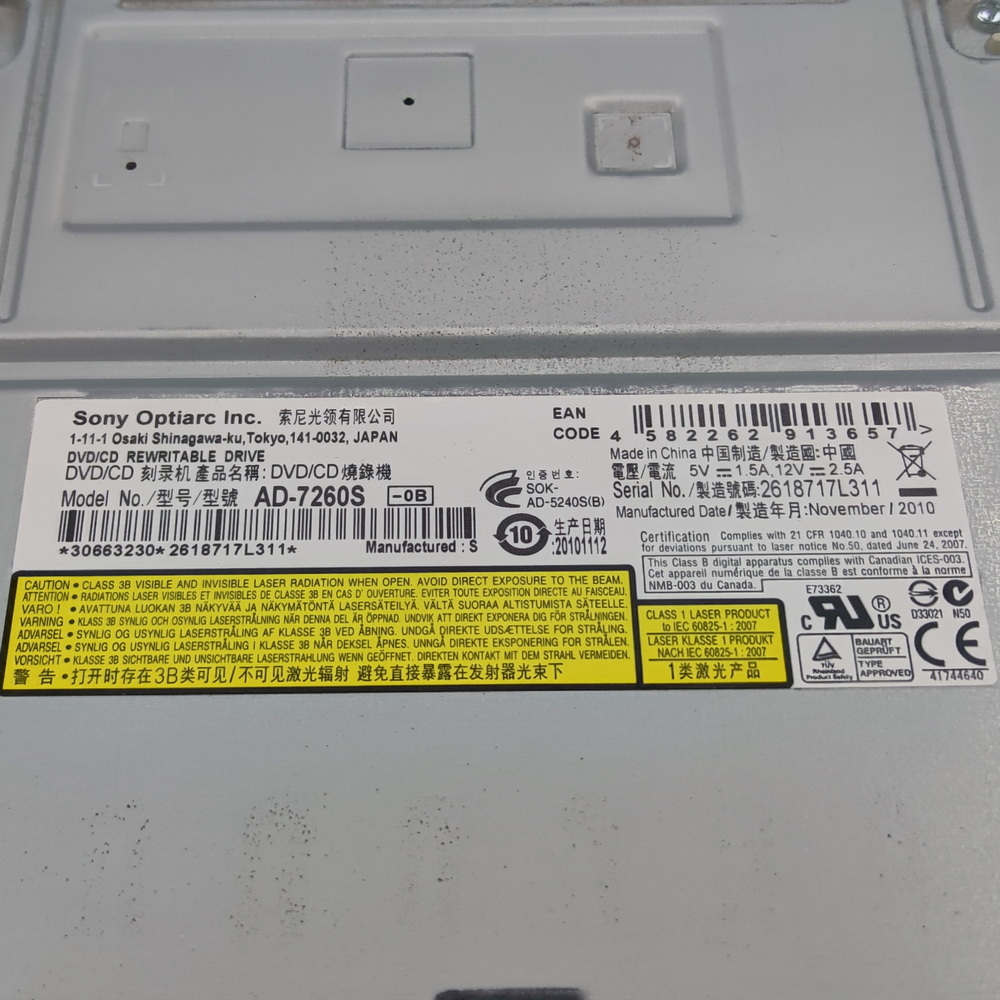 Sony Optiarc Inc. 索尼光领有限公司
1-11-1 Osaki Shinagawa-ku,Tokyo,141-0032, JAPAN
DVD/CD REWRITABLE DRIVE
DVD/CD 刻录机 產品名稱: DVD/CD 燒錄機
Model No./型号/型號 AD-7260S -0B
*30663230*2618717L311* Manufactured : S
인증번호:
SOK-
AD-5240S(B)
10 生产日期
:20101112
EAN
CODE 4 582262 913657 >
Made in China 中国制造/製造國:中國
電壓/電流 5V ⎓ 1.5A,12V ⎓ 2.5A
Serial No./製造號碼:2618717L311
Manufactured Date/製造年月:November / 2010
Certification Complies with 21 CFR 1040.10 and 1040.11 except
for deviations pursuant to laser notice No.50, dated June 24, 2007.
This Class B digital apparatus complies with Canadian ICES-003.
Cet appareil numérique de la classe B est conforme à la norme
NMB-003 du Canada.
CAUTION • CLASS 3B VISIBLE AND INVISIBLE LASER RADIATION WHEN OPEN. AVOID DIRECT EXPOSURE TO THE BEAM.
ATTENTION • RADIATIONS LASER VISIBLES ET INVISIBLES DE CLASSE 3B EN CAS D' OUVERTURE. EVITER TOUTE EXPOSITION DIRECTE AU FAISCEAU.
VARO ! • AVATTUNA LUOKAN 3B NÄKYVÄÄ JA NÄKYMÄTÖNTÄ LASERSÄTEILYÄ. VÄLTÄ SUORAA ALTISTUMISTA SÄTEELLE.
VARNING • KLASS 3B SYNLIG OCH OSYNLIG LASERSTRÅLNING NÄR DENNA DEL ÄR ÖPPNAD. UNDVIK ATT DIREKT EXPONERA DIG FÖR STRÅLNINGEN.
ADVARSEL • SYNLIG OG USYNLIG LASERSTRÅLING AF KLASSE 3B VED ÅBNING. UNDGÅ DIREKTE UDSÆTTELSE FOR STRÅLING.
ADVARSEL • SYNLIG OG USYNLIG LASERSTRÅLING I KLASSE 3B NÅR DEKSEL ÅPNES. UNNGÅ DIREKTE EKSPONERING FOR STRÅLEN.
VORSICHT • KLASSE 3B SICHTBARE UND UNSICHTBARE LASERSTRAHLUNG WENN GEÖFFNET. DIREKTEN KONTAKT MIT DEM STRAHL VERMEIDEN.
警 告 • 打开时存在3B类可见/不可见激光辐射 避免直接暴露在发射器光束下
CLASS 1 LASER PRODUCT
to IEC 60825-1 : 2007
LASER KLASSE 1 PRODUKT
NACH IEC 60825-1 : 2007
1类激光产品
E73362
C RU US ®
D33021 N50
TÜV
Rheinland
Product Safety
BAUART
GEPRÜFT
TYPE
APPROVED
CE
41744640